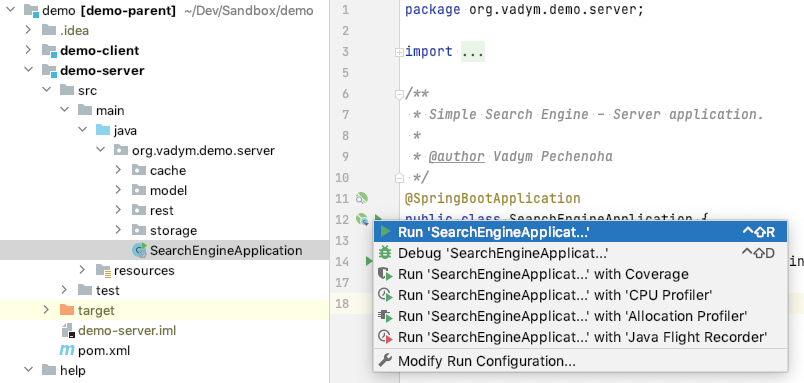 demo [demo-parent] ~/Dev/Sandbox/demo
.idea
demo-client
demo-server
src
main
java
org.vadym.demo.server
cache
model
rest
storage
SearchEngineApplication
resources
test
target
demo-server.iml
pom.xml
help
1 package org.vadym.demo.server;
2
3 import ...
5
6 /**
7 * Simple Search Engine – Server application.
8 *
9 * @author Vadym Pechenoha
10 */
11 @SpringBootApplication
12 public class SearchEngineApplication {
13
14 in
18
Run 'SearchEngineApplicat...' ^⇧R
Debug 'SearchEngineApplicat...' ^⇧D
Run 'SearchEngineApplicat...' with Coverage
Run 'SearchEngineApplicat...' with 'CPU Profiler'
Run 'SearchEngineApplicat...' with 'Allocation Profiler'
Run 'SearchEngineApplicat...' with 'Java Flight Recorder'
Modify Run Configuration...